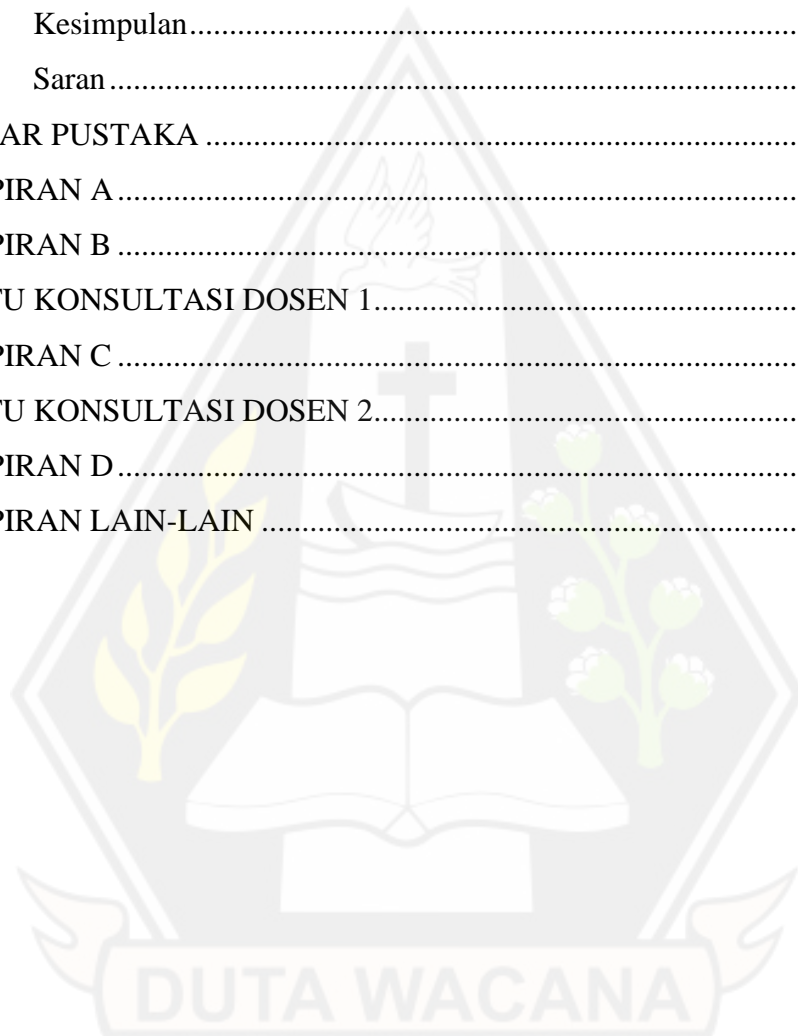 Kesimpulan..........................................................................
Saran....................................................................................
AR PUSTAKA........................................................................
PIRAN A...................................................................................
PIRAN B...................................................................................
TU KONSULTASI DOSEN 1...................................................
PIRAN C...................................................................................
TU KONSULTASI DOSEN 2...................................................
PIRAN D...................................................................................
PIRAN LAIN-LAIN..................................................................
DUTA WACANA